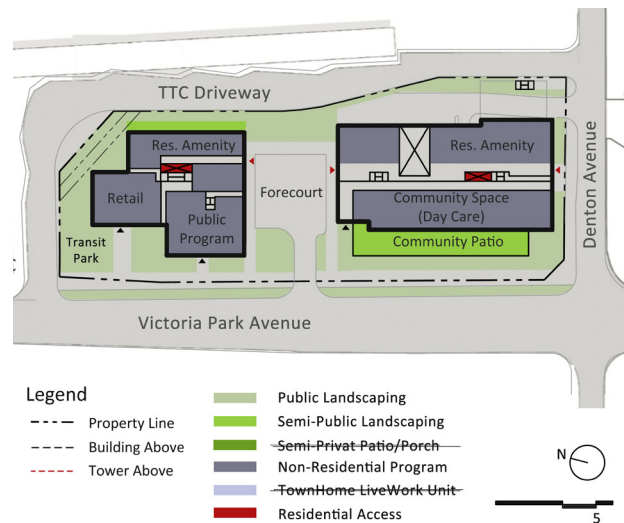 TTC Driveway
Res. Amenity
Res. Amenity
Retail
Forecourt
Public
Program
Community Space
(Day Care)
Community Patio
Transit
Park
Denton Avenue
Victoria Park Avenue
Legend
Property Line
Building Above
Tower Above
Public Landscaping
Semi-Public Landscaping
Semi-Privat Patio/Porch
Non-Residential Program
TownHome LiveWork Unit
Residential Access
N
5